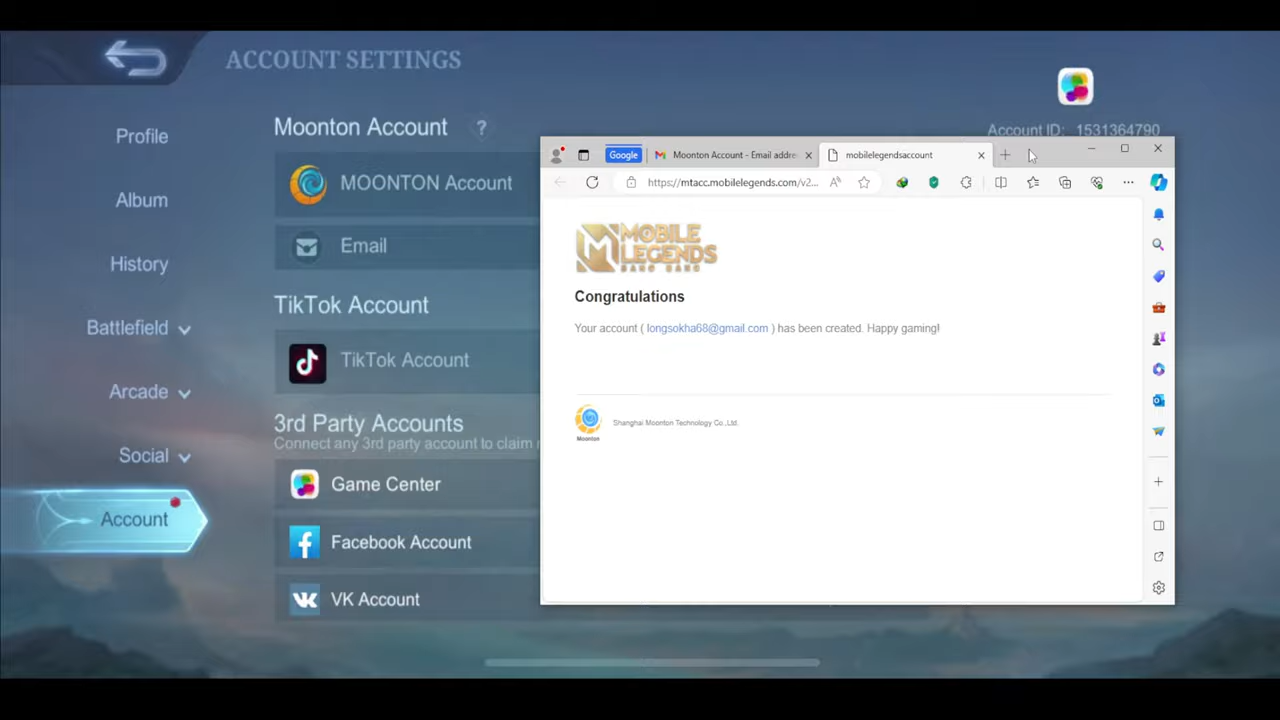 ACCOUNT SETTINGS
Account ID: 1531364790
Profile
Album
History
Battlefield
Arcade
Social
Account
Moonton Account ?
MOONTON Account
Email
TikTok Account
TikTok Account
3rd Party Accounts
Connect any 3rd party account to claim
Game Center
Facebook Account
VK Account
Google
Moonton Account - Email addre
mobilelegendsaccount
https://mtacc.mobilelegends.com/v2...
MOBILE
LEGENDS
BANG BANG
Congratulations
Your account ( longsokha68@gmail.com ) has been created. Happy gaming!
Moonton
Shanghai Moonton Technology Co.,Ltd.